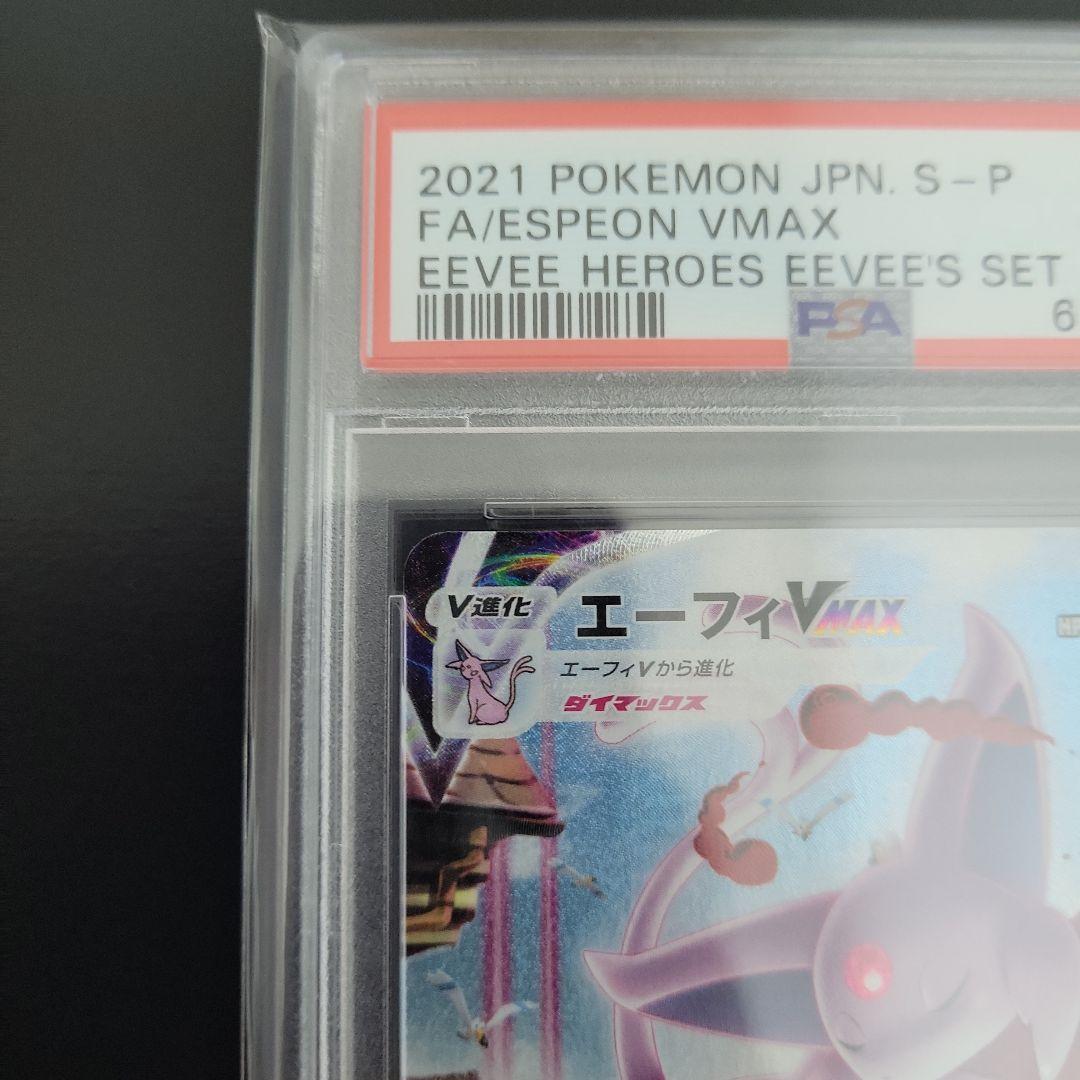 2021 POKEMON JPN. S-P
FA/ESPEON VMAX
EEVEE HEROES EEVEE'S SET
PSA
6
V進化
エーフィVMAX
エーフィVから進化
ダイマックス